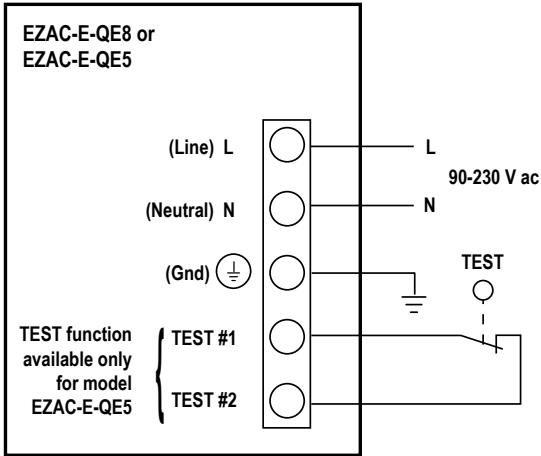 EZAC-E-QE8 or
EZAC-E-QE5
(Line) L
L
90-230 V ac
(Neutral) N
N
(Gnd)
TEST
TEST function
available only
for model
EZAC-E-QE5
TEST #1
TEST #2